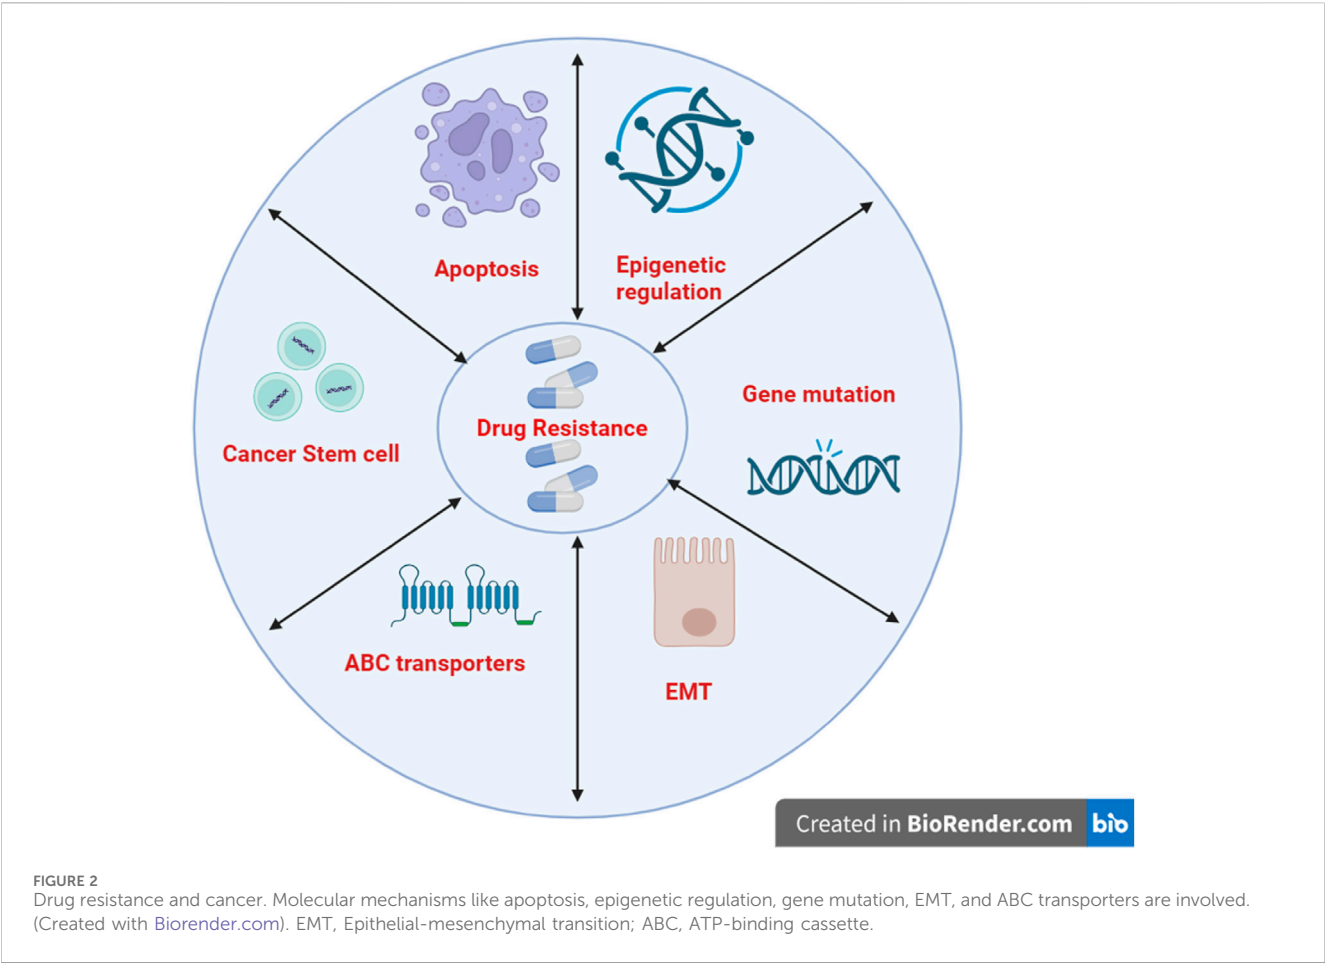 Apoptosis
Epigenetic
regulation
Gene mutation
Drug Resistance
Cancer Stem cell
ABC transporters
EMT
Created in BioRender.com bio
FIGURE 2
Drug resistance and cancer. Molecular mechanisms like apoptosis, epigenetic regulation, gene mutation, EMT, and ABC transporters are involved.
(Created with Biorender.com). EMT, Epithelial-mesenchymal transition; ABC, ATP-binding cassette.